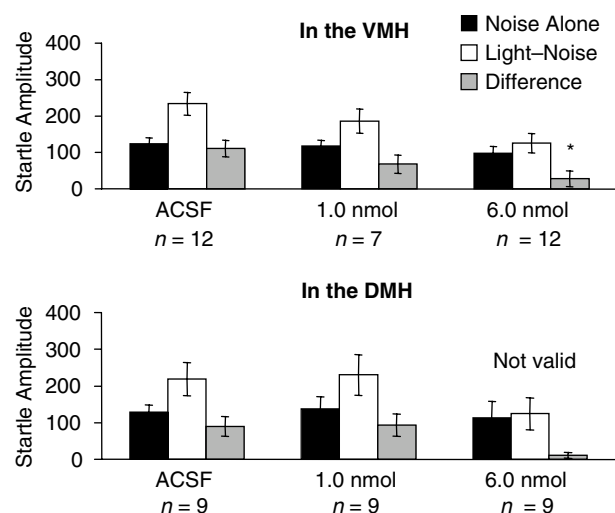 In the VMH
Noise Alone
Light–Noise
Difference
Startle Amplitude
400
300
200
100
0
*
ACSF
1.0 nmol
6.0 nmol
n = 12
n = 7
n = 12
In the DMH
Startle Amplitude
400
300
200
100
0
Not valid
ACSF
1.0 nmol
6.0 nmol
n = 9
n = 9
n = 9